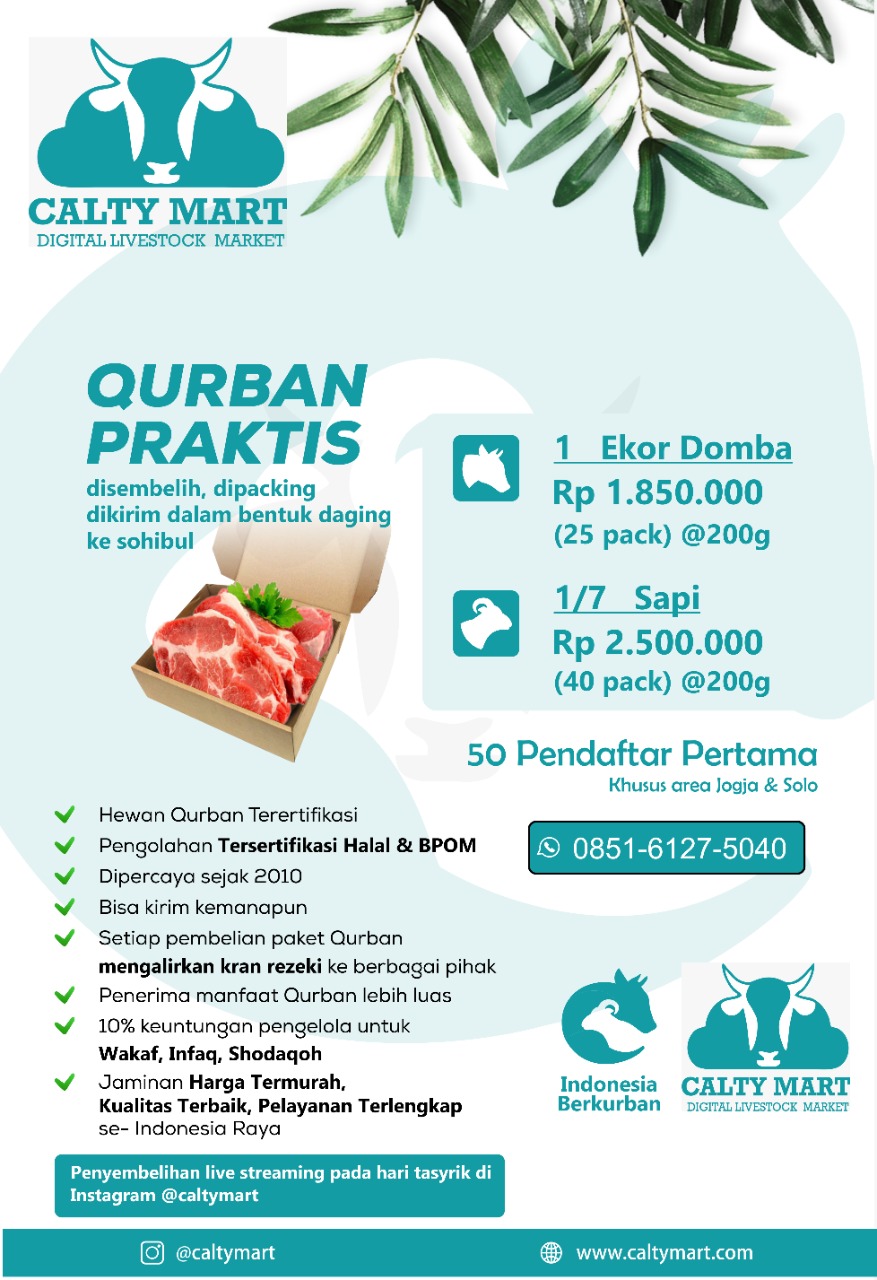 CALTY MART
DIGITAL LIVESTOCK MARKET
QURBAN
PRAKTIS
disembelih, dipacking
dikirim dalam bentuk daging
ke sohibul
1 Ekor Domba
Rp 1.850.000
(25 pack) @200g
1/7 Sapi
Rp 2.500.000
(40 pack) @200g
50 Pendaftar Pertama
Khusus area Jogja & Solo
0851-6127-5040
Hewan Qurban Terertifikasi
Pengolahan Tersertifikasi Halal & BPOM
Dipercaya sejak 2010
Bisa kirim kemanapun
Setiap pembelian paket Qurban
mengalirkan kran rezeki ke berbagai pihak
Penerima manfaat Qurban lebih luas
10% keuntungan pengelola untuk
Wakaf, Infaq, Shodaqoh
Jaminan Harga Termurah,
Kualitas Terbaik, Pelayanan Terlengkap
se- Indonesia Raya
Indonesia
Berkurban
CALTY MART
DIGITAL LIVESTOCK MARKET
Penyembelihan live streaming pada hari tasyrik di
Instagram @caltymart
@caltymart
www.caltymart.com